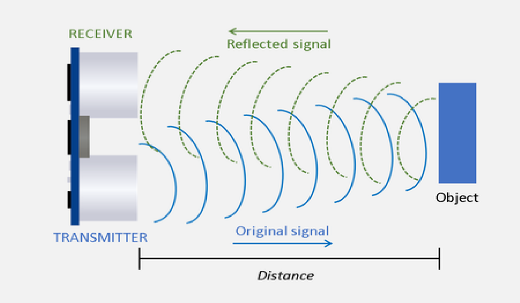 RECEIVER
Reflected signal
Object
TRANSMITTER
Original signal
Distance